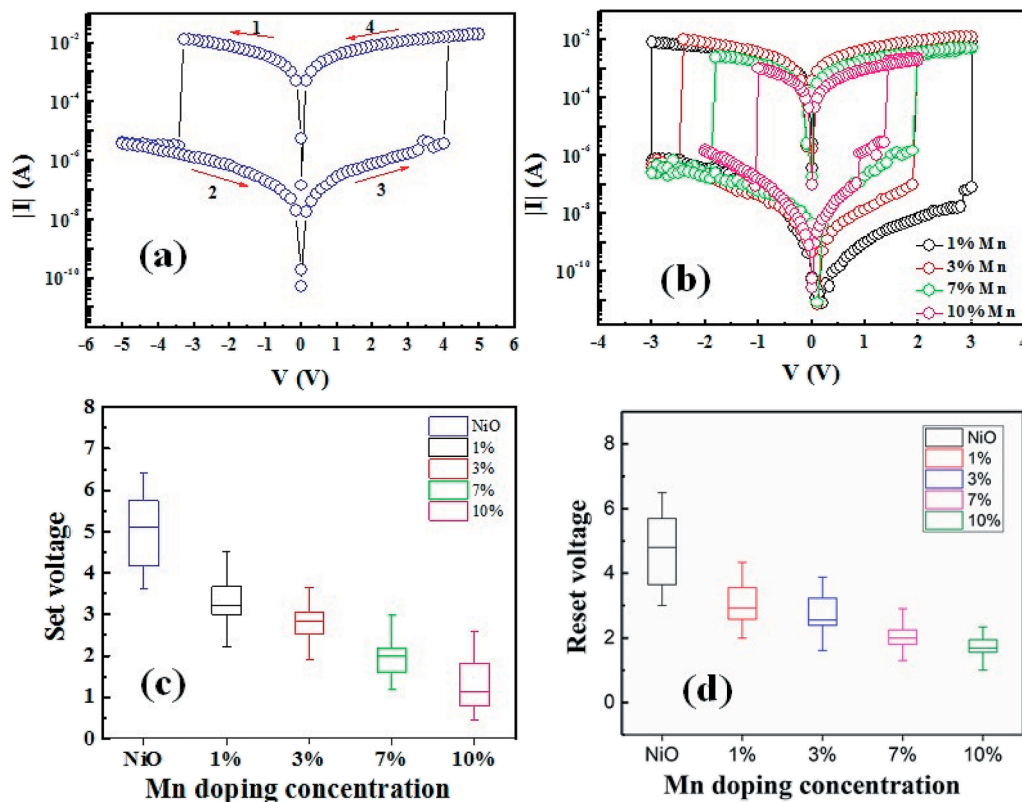 1
4
2
3
10-2
10-4
10-6
10-8
10-10
|I| (A)
(a)
-6 -5 -4 -3 -2 -1 0 1 2 3 4 5 6
V (V)
10-2
10-4
10-6
10-8
10-10
|I| (A)
(b)
1% Mn
3% Mn
7% Mn
10% Mn
-4 -3 -2 -1 0 1 2 3 4
V (V)
8
7
6
5
4
3
2
1
0
Set voltage
NiO
1%
3%
7%
10%
(c)
NiO 1% 3% 7% 10%
Mn doping concentration
8
6
4
2
0
Reset voltage
NiO
1%
3%
7%
10%
(d)
NiO 1% 3% 7% 10%
Mn doping concentration